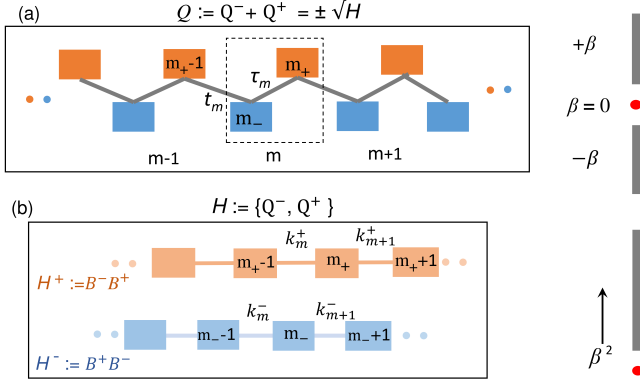 (a) Q := Q⁻ + Q⁺ = ± √H
m₊-1 m₊
τₘ
tₘ
m₋
m-1 m m+1
+β
β = 0
−β
(b) H := {Q⁻, Q⁺ }
k⁺ₘ k⁺ₘ₊₁
m₊-1 m₊ m₊+1
H⁺ := B⁻B⁺
k⁻ₘ k⁻ₘ₊₁
m₋-1 m₋ m₋+1
H⁻ := B⁺B⁻
β²